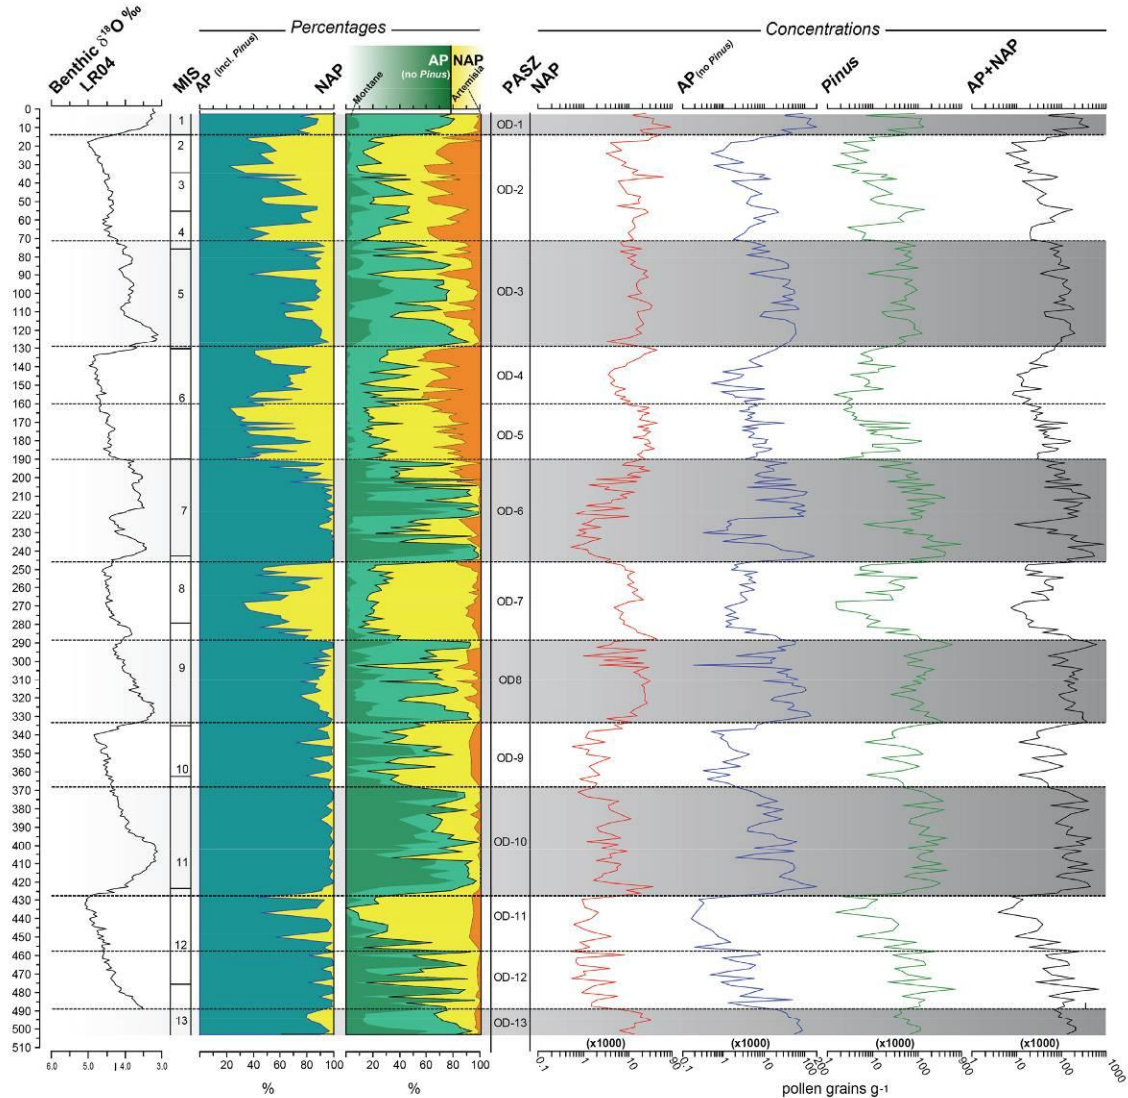 Percentages
Concentrations
Benthic δ18O ‰
LR04
MIS
AP (incl. Pinus)
NAP
Montane
AP
(no Pinus)
NAP
Artemisia
PASZ
NAP
AP (no Pinus)
Pinus
AP+NAP
0
10
20
30
40
50
60
70
80
90
100
110
120
130
140
150
160
170
180
190
200
210
220
230
240
250
260
270
280
290
300
310
320
330
340
350
360
370
380
390
400
410
420
430
440
450
460
470
480
490
500
510
1
2
3
4
5
6
7
8
9
10
11
12
13
OD-1
OD-2
OD-3
OD-4
OD-5
OD-6
OD-7
OD8
OD-9
OD-10
OD-11
OD-12
OD-13
6.0 5.0 4.0 3.0
20 40 60 80 100
20 40 60 80 100
(x1000) (x1000) (x1000) (x1000)
0.1 1 10 90
0.1 10 200
1 10 100 900
1 10 100 1000
% % pollen grains g-1